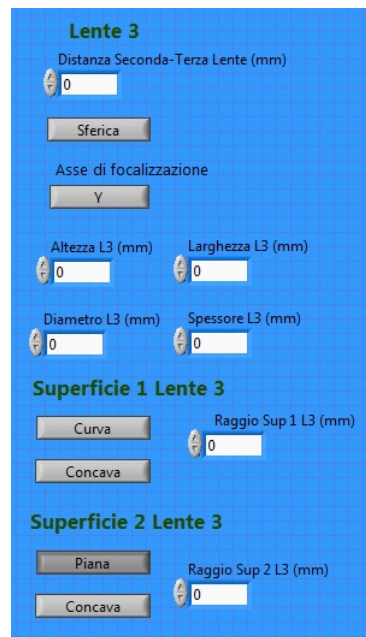 Lente 3
Distanza Seconda-Terza Lente (mm)
0
Sferica
Asse di focalizzazione
Y
Altezza L3 (mm) Larghezza L3 (mm)
0 0
Diametro L3 (mm) Spessore L3 (mm)
0 0
Superficie 1 Lente 3
Curva Raggio Sup 1 L3 (mm)
0
Concava
Superficie 2 Lente 3
Piana Raggio Sup 2 L3 (mm)
0
Concava